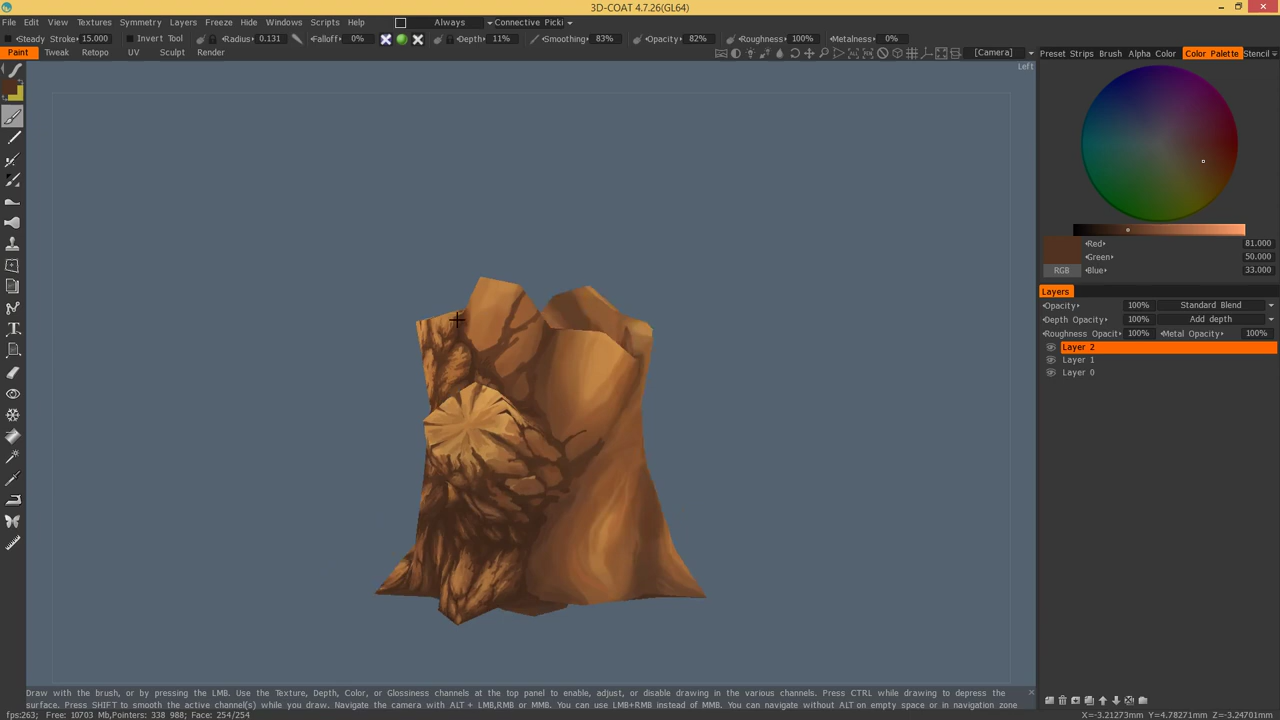 3D-COAT 4.7.26(GL64)
File Edit View Textures Symmetry Layers Freeze Hide Windows Scripts Help Always Connective Picki
Steady Stroke 15.000 Invert Tool Radius 0.131 Falloff 0% Depth 11% Smoothing 83% Opacity 82% Roughness 100% Metalness 0%
Paint Tweak Retopo UV Sculpt Render [Camera] Preset Strips Brush Alpha Color Color Palette Stencil
Left
Red 81.000
Green 50.000
RGB Blue 33.000
Layers
Opacity 100% Standard Blend
Depth Opacity 100% Add depth
Roughness Opacit 100% Metal Opacity 100%
Layer 2
Layer 1
Layer 0
Draw with the brush, or by pressing the LMB. Use the Texture, Depth, Color, or Glossiness channels at the top panel to enable, adjust, or disable drawing in the various channels. Press CTRL while drawing to depress the
surface. Press SHIFT to smooth the active channel(s) while you draw. Navigate the camera with ALT + LMB,RMB or MMB. You can use LMB+RMB instead of MMB. You can navigate without ALT on empty space or in navigation zone
fps:263; Free: 10703 Mb,Pointers: 338 988; Face: 254/254 X=-3.21273mm Y=4.78271mm Z=-3.24701mm